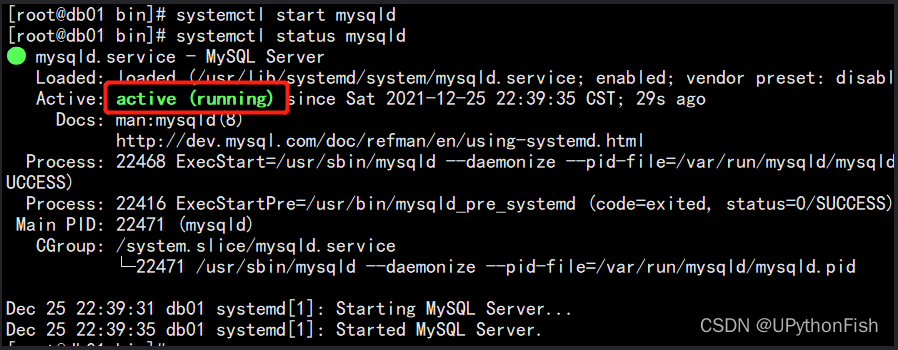 [root@db01 bin]# systemctl start mysqld
[root@db01 bin]# systemctl status mysqld
● mysqld.service - MySQL Server
Loaded: loaded (/usr/lib/systemd/system/mysqld.service; enabled; vendor preset: disabl
Active: active (running) since Sat 2021-12-25 22:39:35 CST; 29s ago
Docs: man:mysqld(8)
http://dev.mysql.com/doc/refman/en/using-systemd.html
Process: 22468 ExecStart=/usr/sbin/mysqld --daemonize --pid-file=/var/run/mysqld/mysqld
UCCESS)
Process: 22416 ExecStartPre=/usr/bin/mysqld_pre_systemd (code=exited, status=0/SUCCESS)
Main PID: 22471 (mysqld)
CGroup: /system.slice/mysqld.service
└─22471 /usr/sbin/mysqld --daemonize --pid-file=/var/run/mysqld/mysqld.pid
Dec 25 22:39:31 db01 systemd[1]: Starting MySQL Server...
Dec 25 22:39:35 db01 systemd[1]: Started MySQL Server.
CSDN @UPythonFish
[root@db01 bin]#